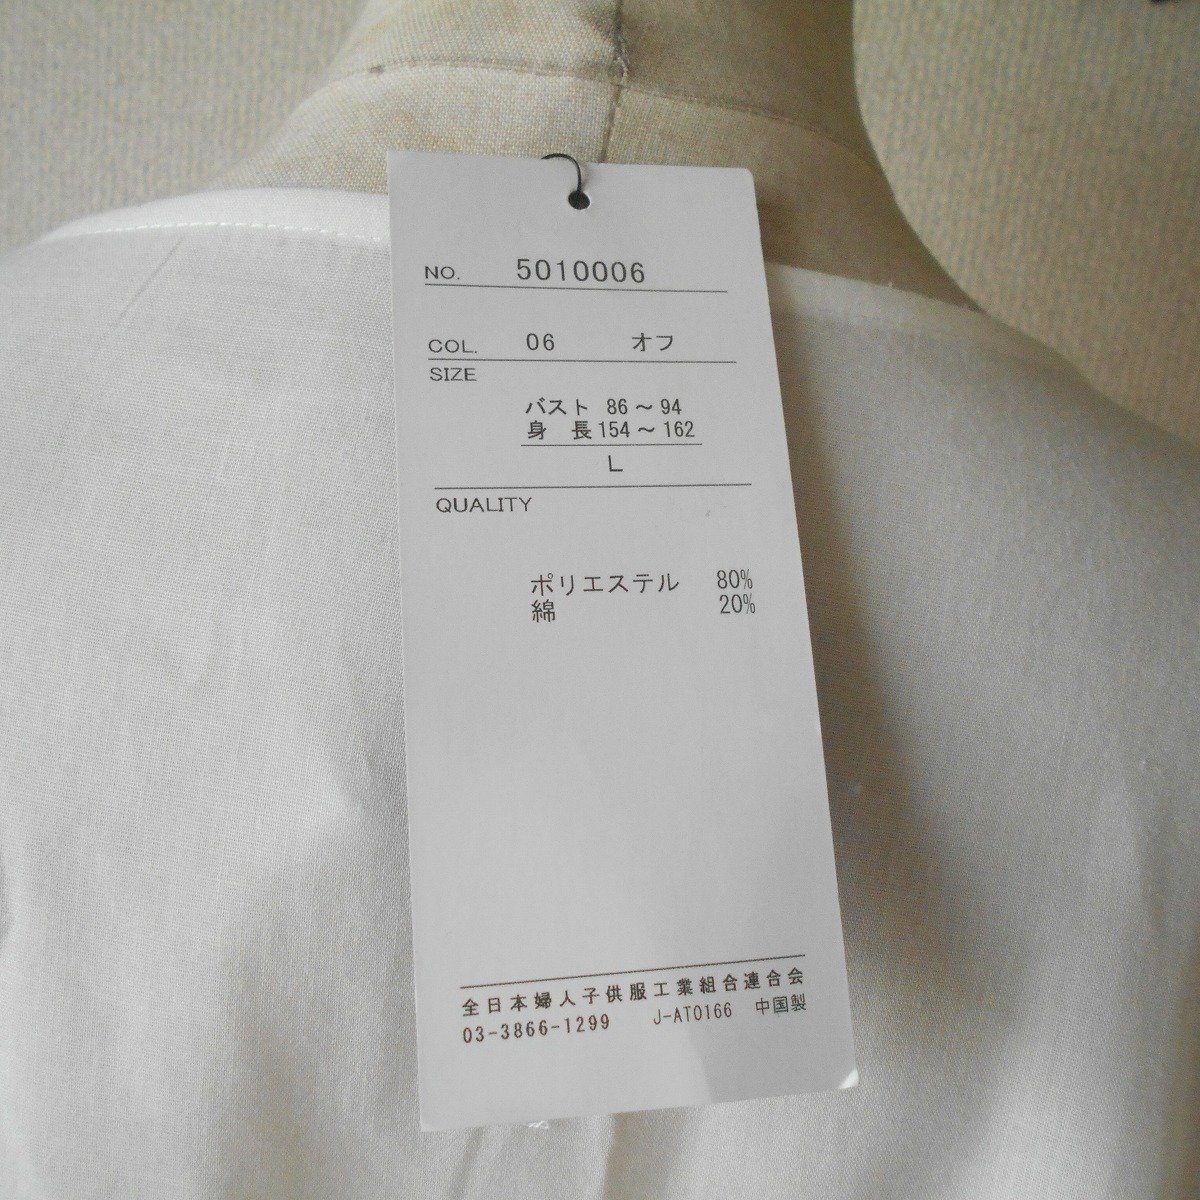 NO. 5010006
COL. 06 オフ
SIZE
バスト 86～94
身 長 154～162
L
QUALITY
ポリエステル 80%
綿 20%
全日本婦人子供服工業組合連合会
03-3866-1299 J-AT0166 中国製